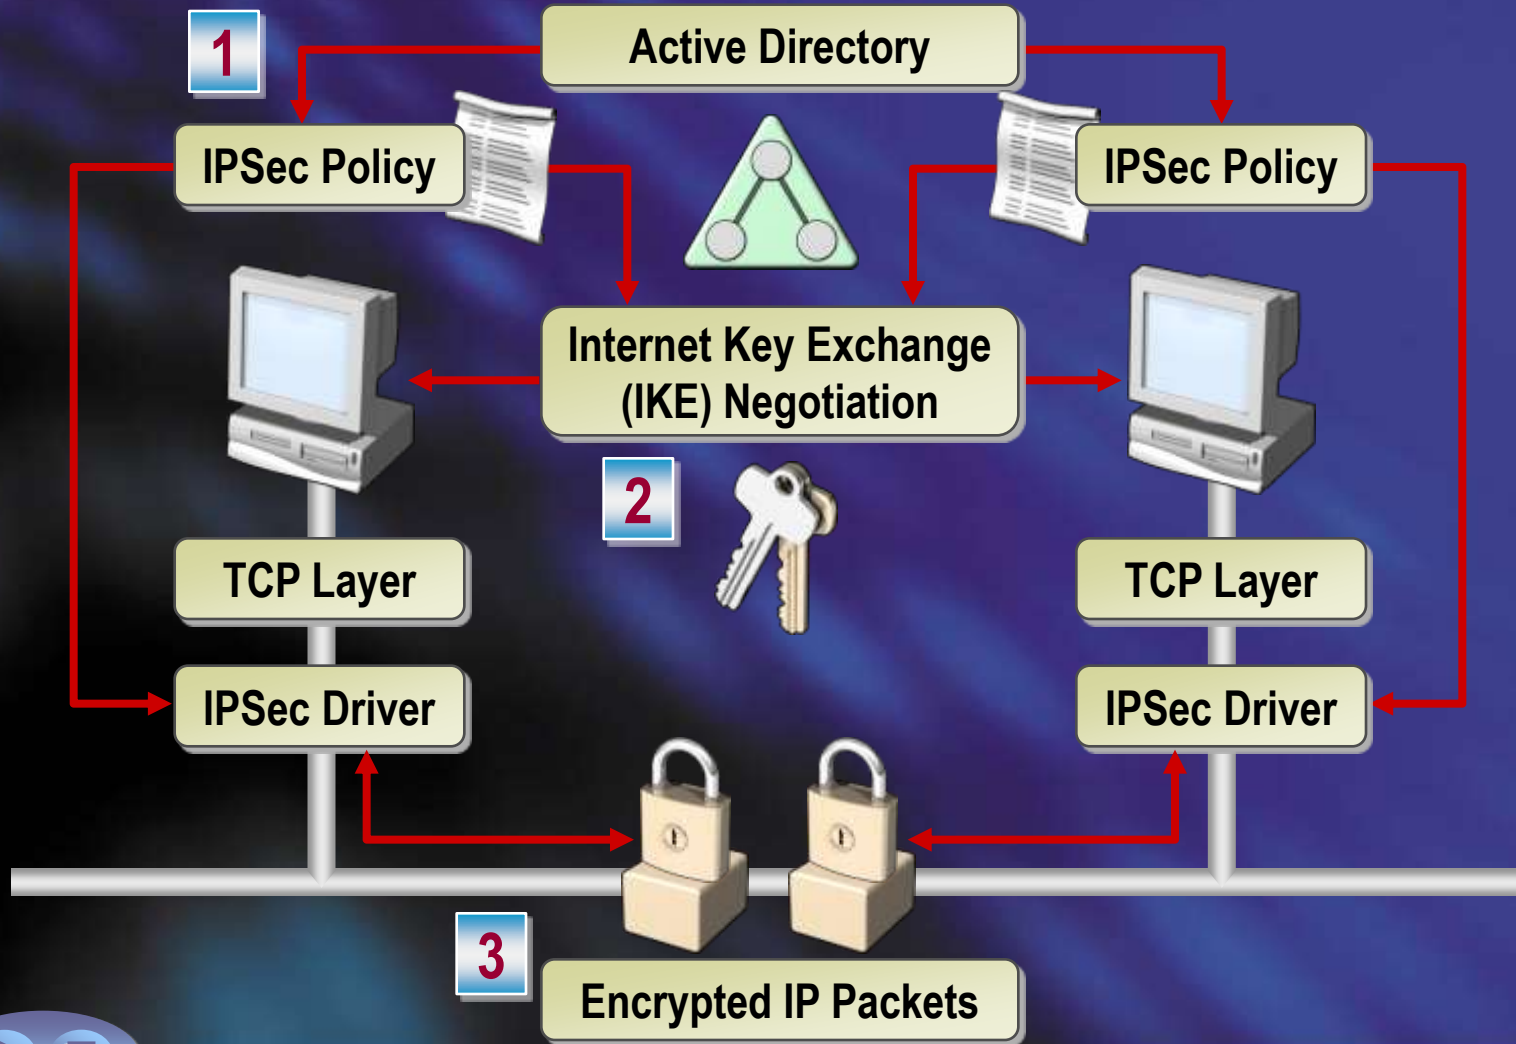 1
Active Directory
IPSec Policy
IPSec Policy
Internet Key Exchange
(IKE) Negotiation
2
TCP Layer
TCP Layer
IPSec Driver
IPSec Driver
3
Encrypted IP Packets